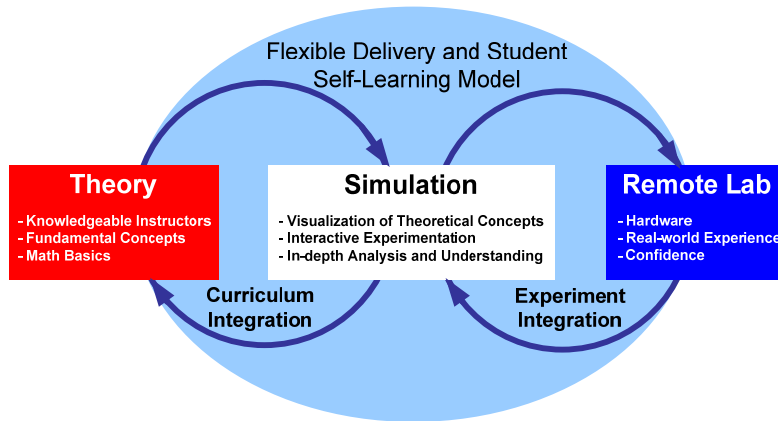 Flexible Delivery and Student
Self-Learning Model
Theory
- Knowledgeable Instructors
- Fundamental Concepts
- Math Basics
Simulation
- Visualization of Theoretical Concepts
- Interactive Experimentation
- In-depth Analysis and Understanding
Remote Lab
- Hardware
- Real-world Experience
- Confidence
Curriculum
Integration
Experiment
Integration